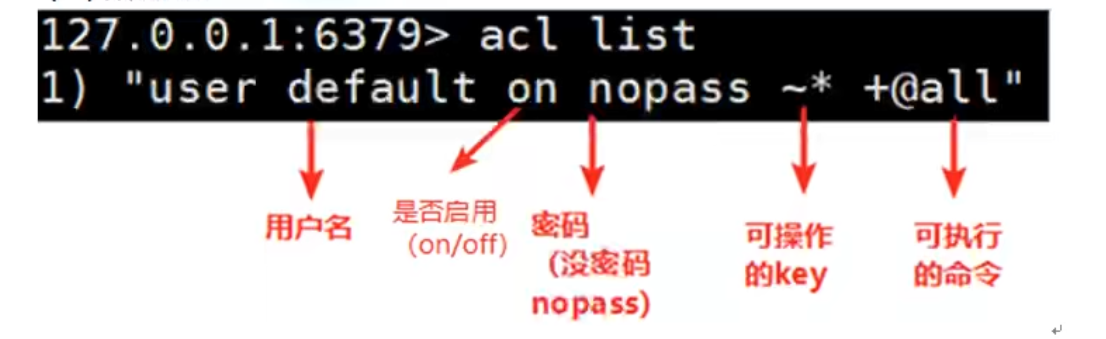 127.0.0.1:6379> acl list
1) "user default on nopass ~* +@all"
用户名
是否启用
（on/off）
密码
（没密码
nopass）
可操作
的key
可执行
的命令